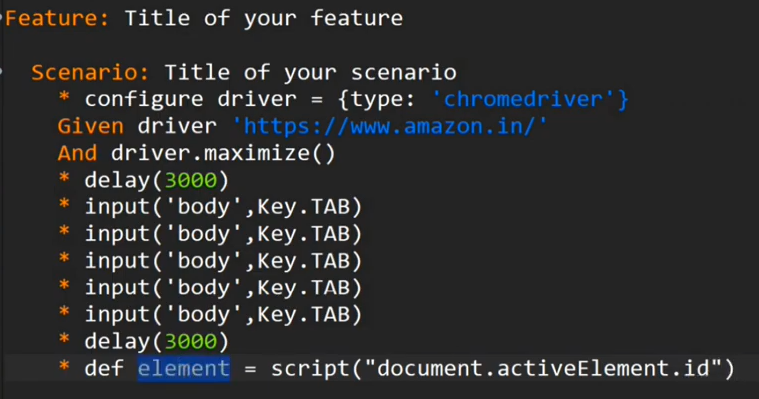 Feature: Title of your feature
Scenario: Title of your scenario
* configure driver = {type: 'chromedriver'}
Given driver 'https://www.amazon.in/'
And driver.maximize()
* delay(3000)
* input('body',Key.TAB)
* input('body',Key.TAB)
* input('body',Key.TAB)
* input('body',Key.TAB)
* input('body',Key.TAB)
* delay(3000)
* def element = script("document.activeElement.id")